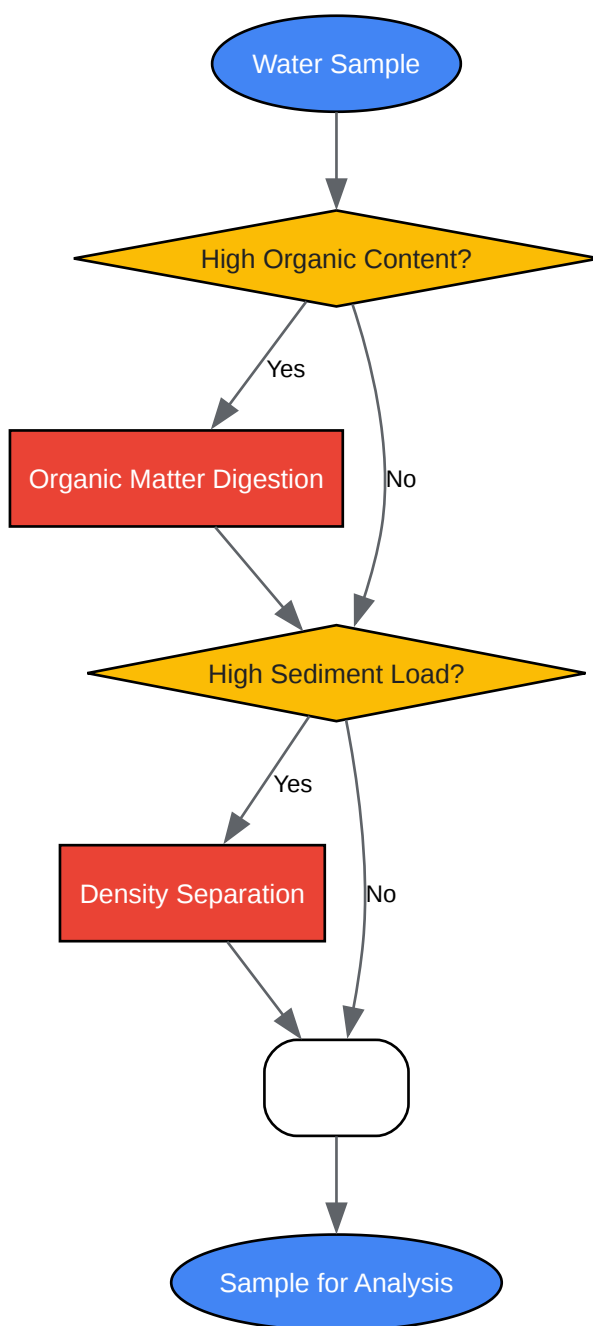 Water Sample
High Organic Content?
Yes
Organic Matter Digestion
No
High Sediment Load?
Yes
Density Separation
No
Sample for Analysis